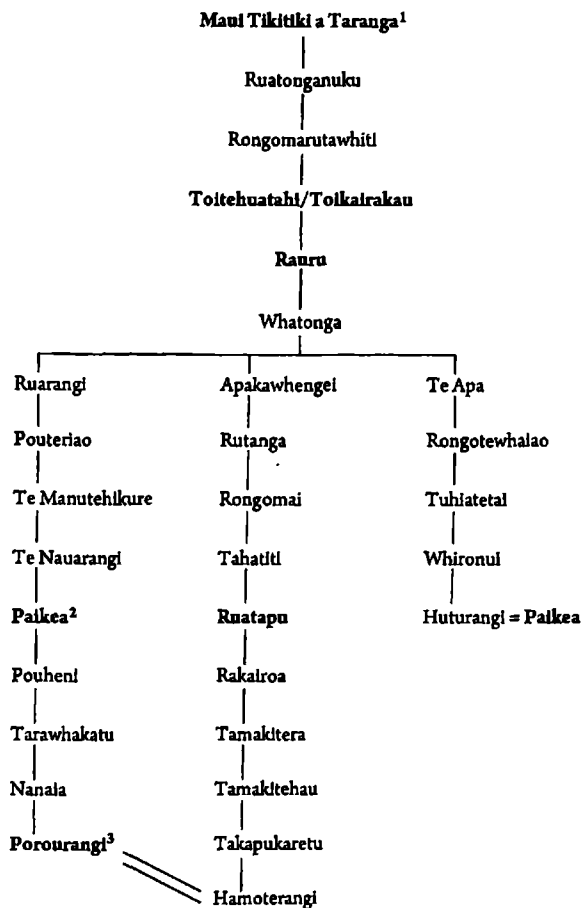 Maui Tikitiki a Taranga¹
Ruatonganuku
Rongomarutawhiti
Toitehuatahi/Toikairakau
Rauru
Whatonga
Ruarangi Apakawhengei Te Apa
Pouteriao Rutanga Rongotewhaiao
Te Manutehikure Rongomai Tuhiatetai
Te Nauarangi Tahatiti Whironui
Paikea² Ruatapu Huturangi = Paikea
Pouheni Rakairoa
Tarawhakatu Tamakitera
Nanaia Tamakitehau
Porourangi³ Takapukaretu
Hamoterangi